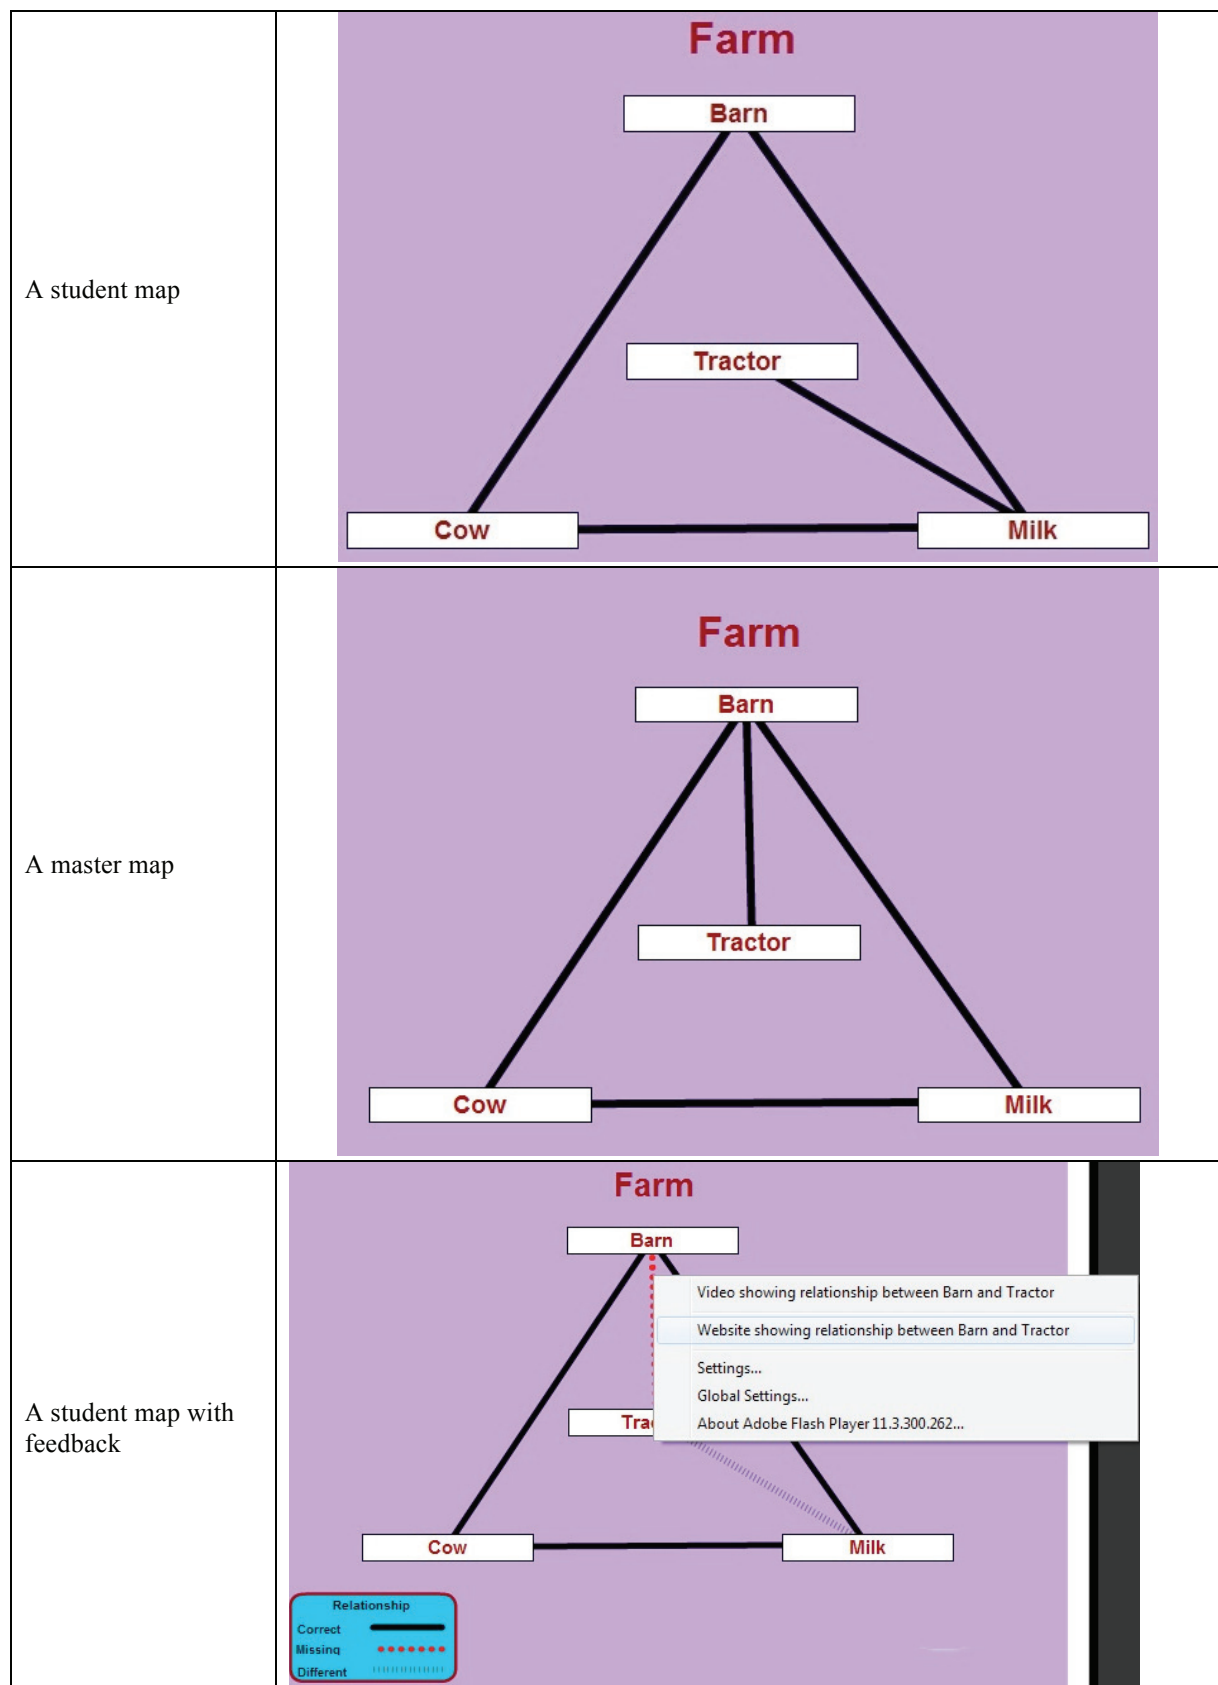 A student map
Farm
Barn
Tractor
Cow
Milk
A master map
Farm
Barn
Tractor
Cow
Milk
A student map with
feedback
Farm
Barn
Video showing relationship between Barn and Tractor
Website showing relationship between Barn and Tractor
Settings...
Global Settings...
About Adobe Flash Player 11.3.300.262...
Tra
Cow
Milk
Relationship
Correct
Missing
Different